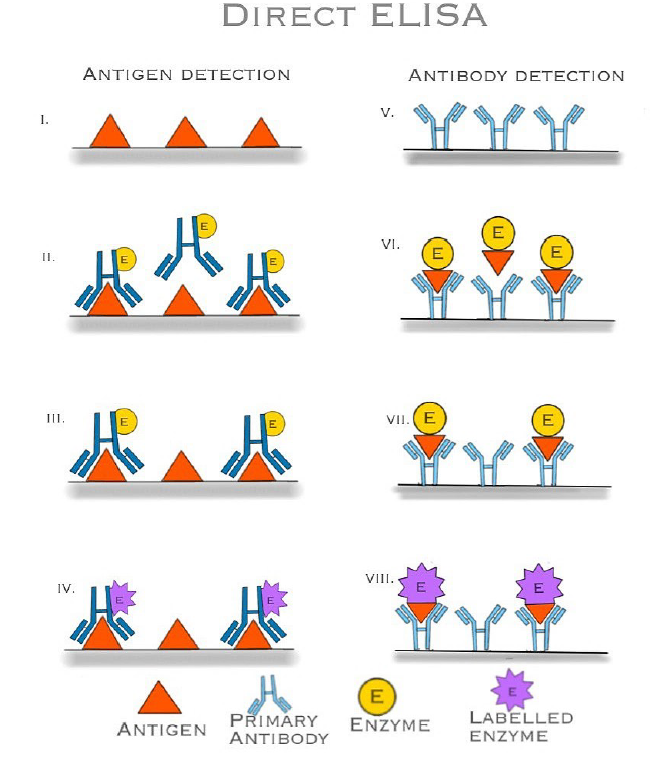 DIRECT ELISA
ANTIGEN DETECTION
ANTIBODY DETECTION
I.
V.
II.
E
E
E
VI.
E
E
E
III.
E
E
VII.
E
E
IV.
E
E
VIII.
E
E
ANTIGEN
PRIMARY
ANTIBODY
E
ENZYME
E
LABELLED
ENZYME